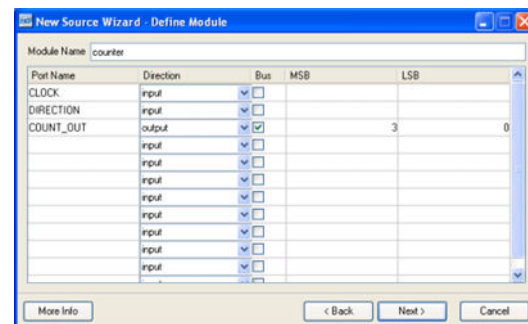 New Source Wizard - Define Module
Module Name counter
Port Name Direction Bus MSB LSB
CLOCK input
DIRECTION input
COUNT_OUT output 3 0
input
input
input
input
input
input
input
input
More Info < Back Next > Cancel